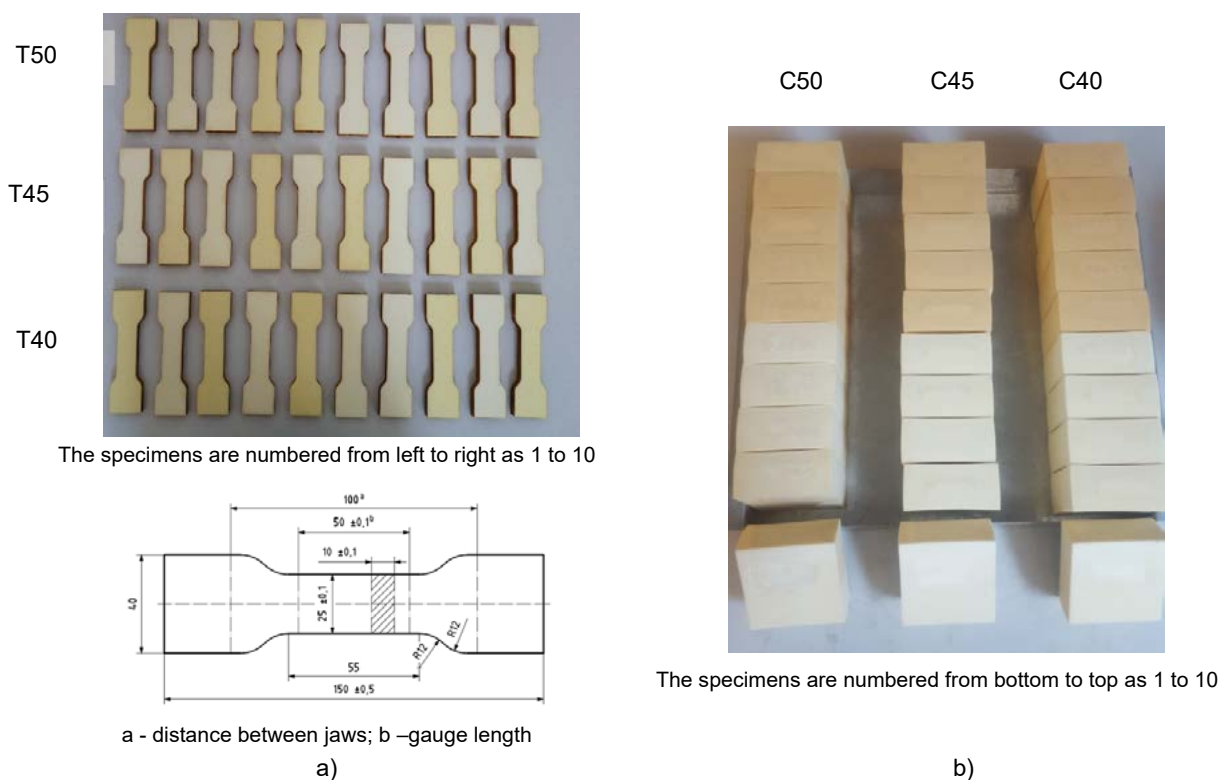 T50
T45
T40
The specimens are numbered from left to right as 1 to 10
100ª
50 ±0,1ᵇ
10 ±0,1
40
25 ±0,1
R12
R12
55
150 ±0,5
a - distance between jaws; b –gauge length
a)
C50 C45 C40
The specimens are numbered from bottom to top as 1 to 10
b)